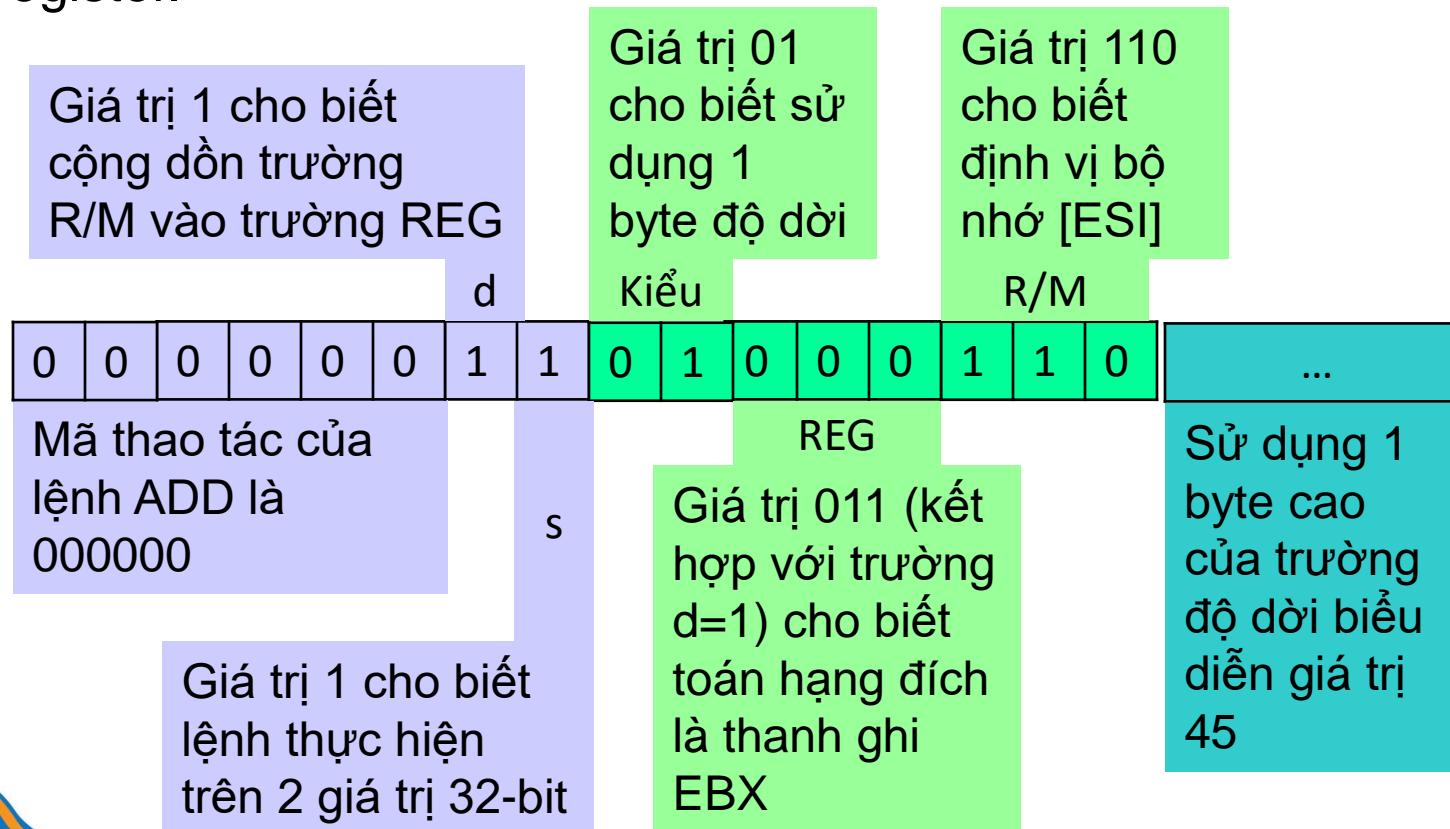 Giá trị 1 cho biết
cộng dồn trường
R/M vào trường REG
Giá trị 01
cho biết sử
dụng 1
byte độ dời
Giá trị 110
cho biết
định vị bộ
nhớ [ESI]
d
Kiểu
R/M
0 0 0 0 0 0 1 1 0 1 0 0 0 1 1 0 ...
Mã thao tác của
lệnh ADD là
000000
s
REG
Giá trị 1 cho biết
lệnh thực hiện
trên 2 giá trị 32-bit
Giá trị 011 (kết
hợp với trường
d=1) cho biết
toán hạng đích
là thanh ghi
EBX
Sử dụng 1
byte cao
của trường
độ dời biểu
diễn giá trị
45